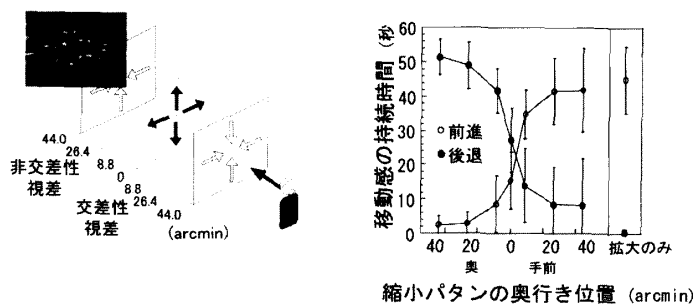 44.0
26.4
8.8
0
8.8
26.4
44.0
非交差性
視差
交差性
視差
(arcmin)
移動感の持続時間 (秒
60
50
40
30
20
10
0
前進
後退
40 20 0 20 40 拡大のみ
奥 手前
縮小パタンの奥行き位置 (arcmin)